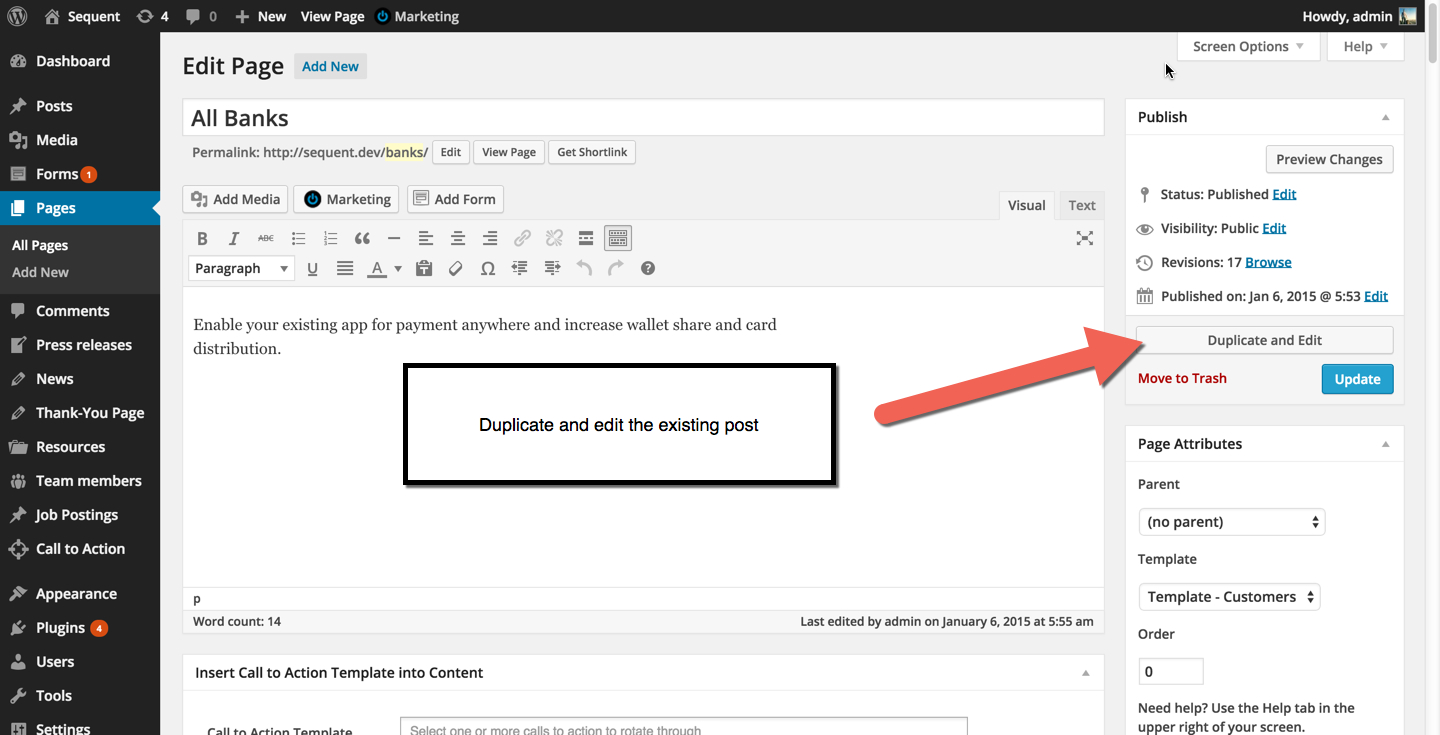 Sequent 4 0 New View Page Marketing Howdy, admin
Screen Options Help
Dashboard
Posts
Media
Forms 1
Pages
All Pages
Add New
Comments
Press releases
News
Thank-You Page
Resources
Team members
Job Postings
Call to Action
Appearance
Plugins 4
Users
Tools
Settings
Edit Page Add New
All Banks
Permalink: http://sequent.dev/banks/ Edit View Page Get Shortlink
Add Media Marketing Add Form Visual Text
B I ABC
Paragraph U A
Enable your existing app for payment anywhere and increase wallet share and card
distribution.
Duplicate and edit the existing post
p
Word count: 14 Last edited by admin on January 6, 2015 at 5:55 am
Insert Call to Action Template into Content
Call to Action Template Select one or more calls to action to rotate through
Publish
Preview Changes
Status: Published Edit
Visibility: Public Edit
Revisions: 17 Browse
Published on: Jan 6, 2015 @ 5:53 Edit
Duplicate and Edit
Move to Trash Update
Page Attributes
Parent
(no parent)
Template
Template - Customers
Order
0
Need help? Use the Help tab in the
upper right of your screen.